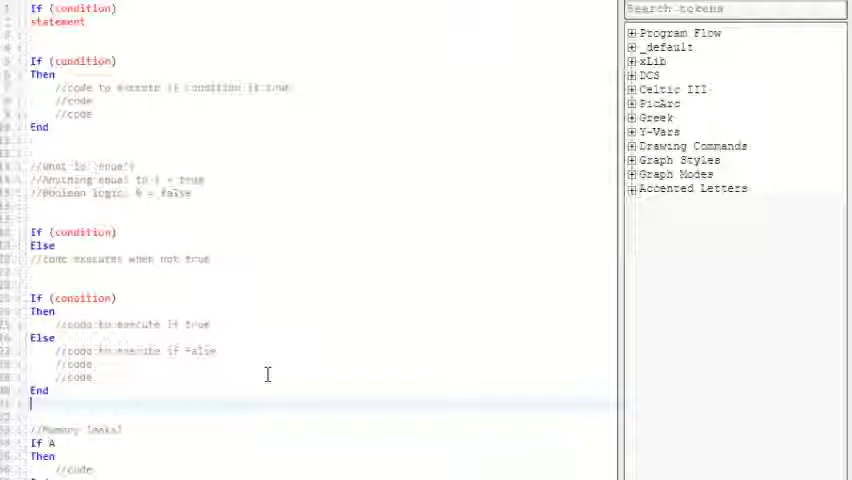 If (condition)
statement
If (condition)
Then
//code to execute if condition is true
//code
//code
End
//What is true?
//Anything equal to 1 = true
//Boolean logic, 0 = false
If (condition)
Else
//code executes when not true
If (condition)
Then
//code to execute if true
Else
//code to execute if false
//code
//code
End
//Memory leaks!
If A
Then
//code
Search tokens
Program Flow
_default
xLib
DCS
Celtic III
PicArc
Greek
Y-Vars
Drawing Commands
Graph Styles
Graph Modes
Accented Letters